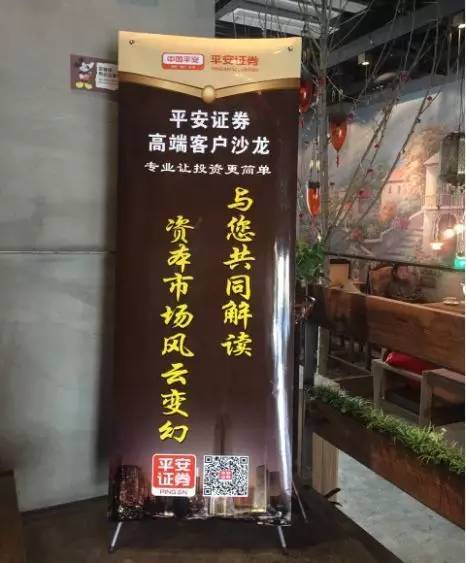 中国平安
平安证券
平安证券
高端客户沙龙
专业让投资更简单
与您共同解读
资本市场风云变幻
平安
证券
PING AN